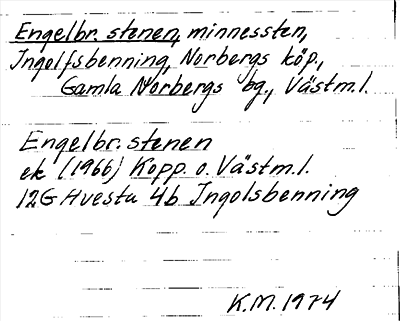 Engelbr. stenen, minnessten,
Ingolfsbenning, Norbergs köp.,
Gamla Norbergs bg., Västm.l.
Engelbr. stenen
ek (1966) Kopp. o. Västm.l.
12G Avesta 4b Ingolsbenning
K.M. 1974